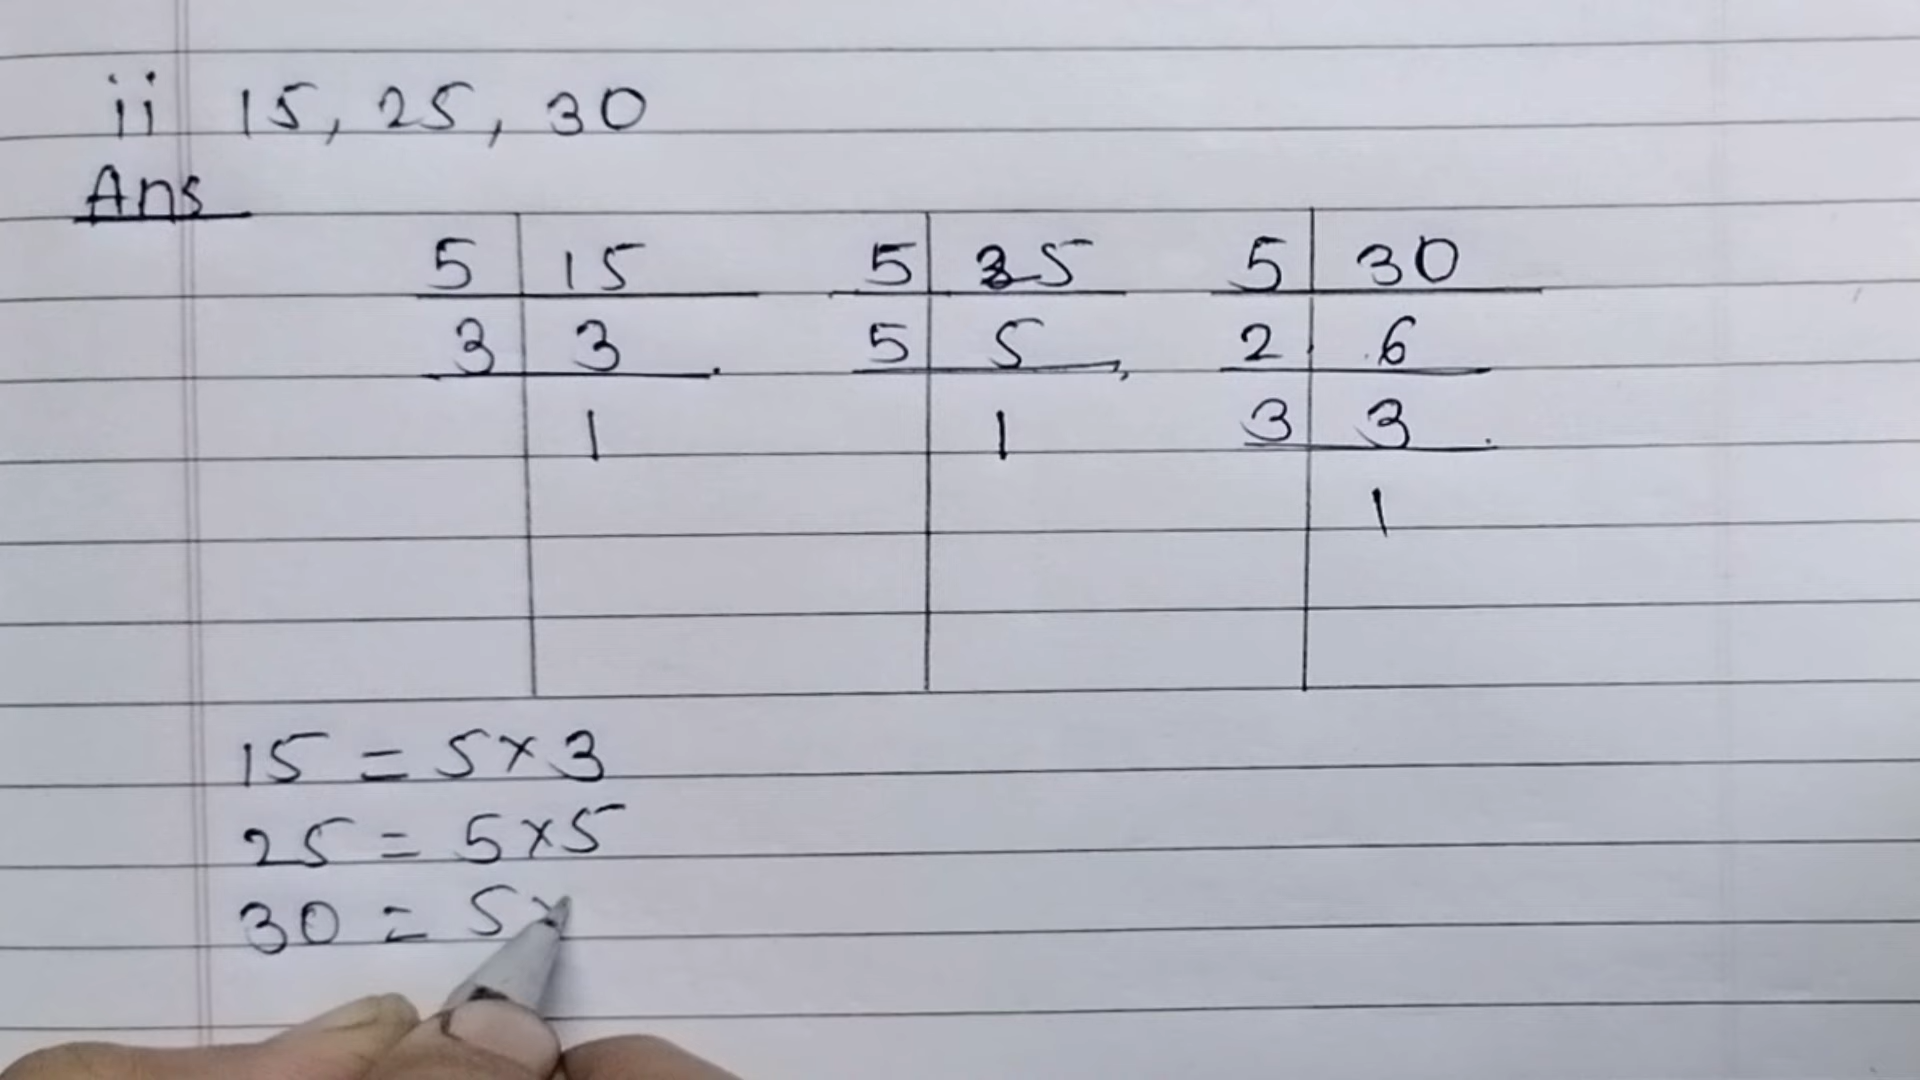 ii 15, 25, 30
Ans
5 15 5 25 5 30
3 3 5 5 2 6
1 1 3 3
1
15 = 5×3
25 = 5×5
30 = 5×